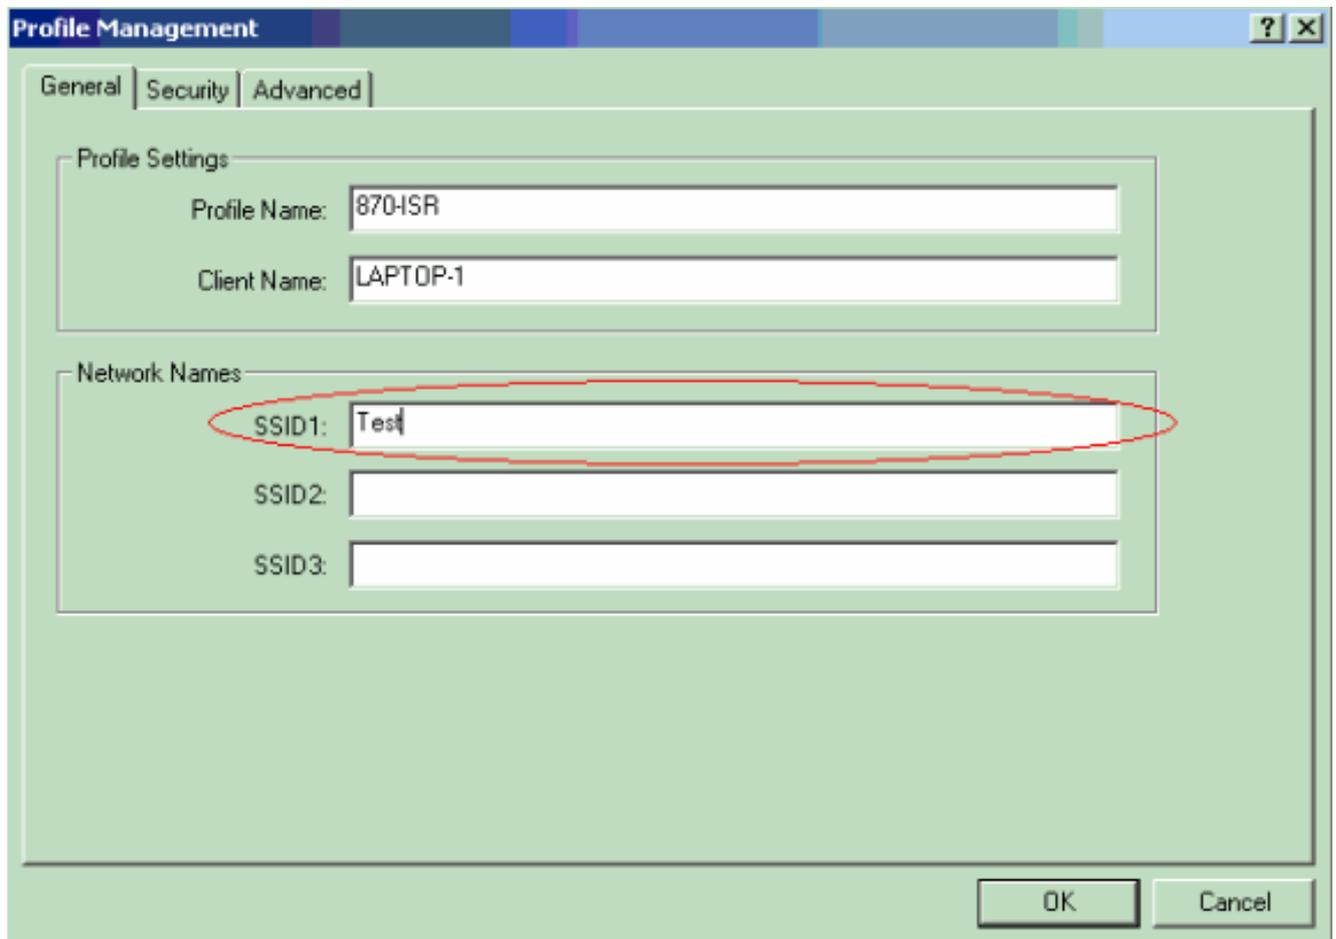 Profile Management
General Security Advanced
Profile Settings
Profile Name: 870-ISR
Client Name: LAPTOP-1
Network Names
SSID1: Test
SSID2:
SSID3:
OK Cancel